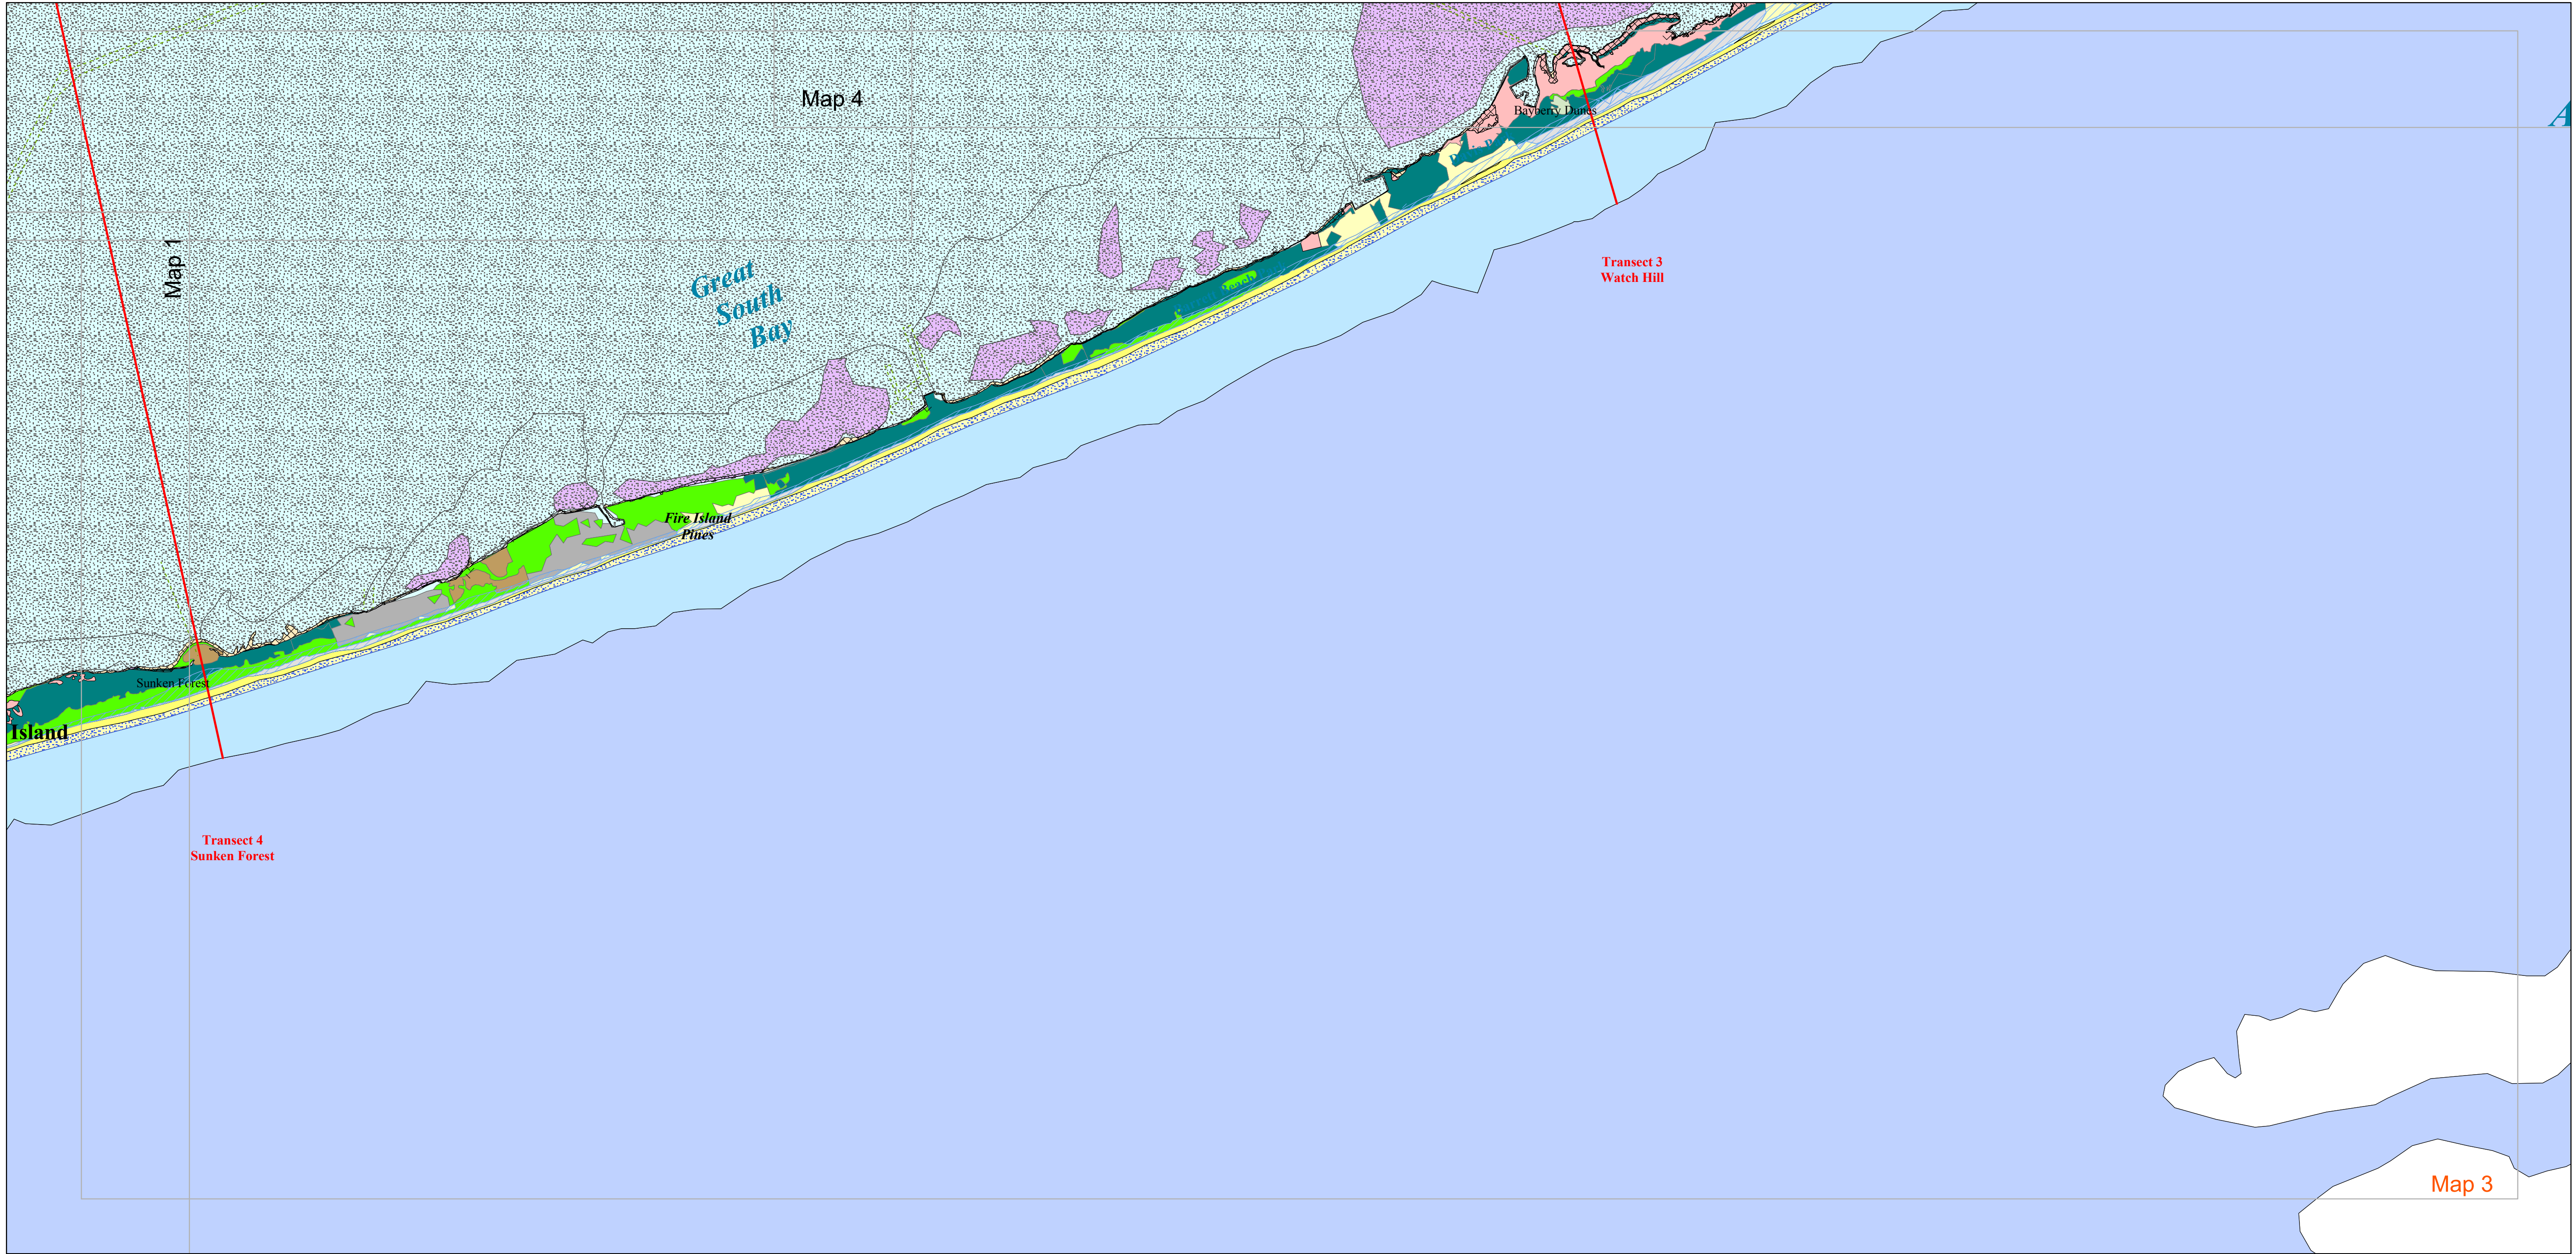 Map 4
Bayberry Dunes
A
Map 1
Great
South
Bay
Transect 3
Watch Hill
Fire Island
Pines
Sunken Forest
Island
Transect 4
Sunken Forest
Map 3